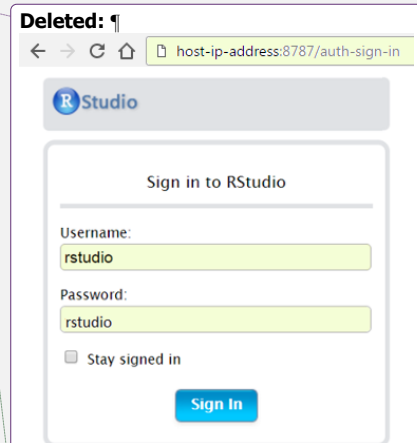 Deleted: ¶
host-ip-address:8787/auth-sign-in
R Studio
Sign in to RStudio
Username:
rstudio
Password:
rstudio
Stay signed in
Sign In